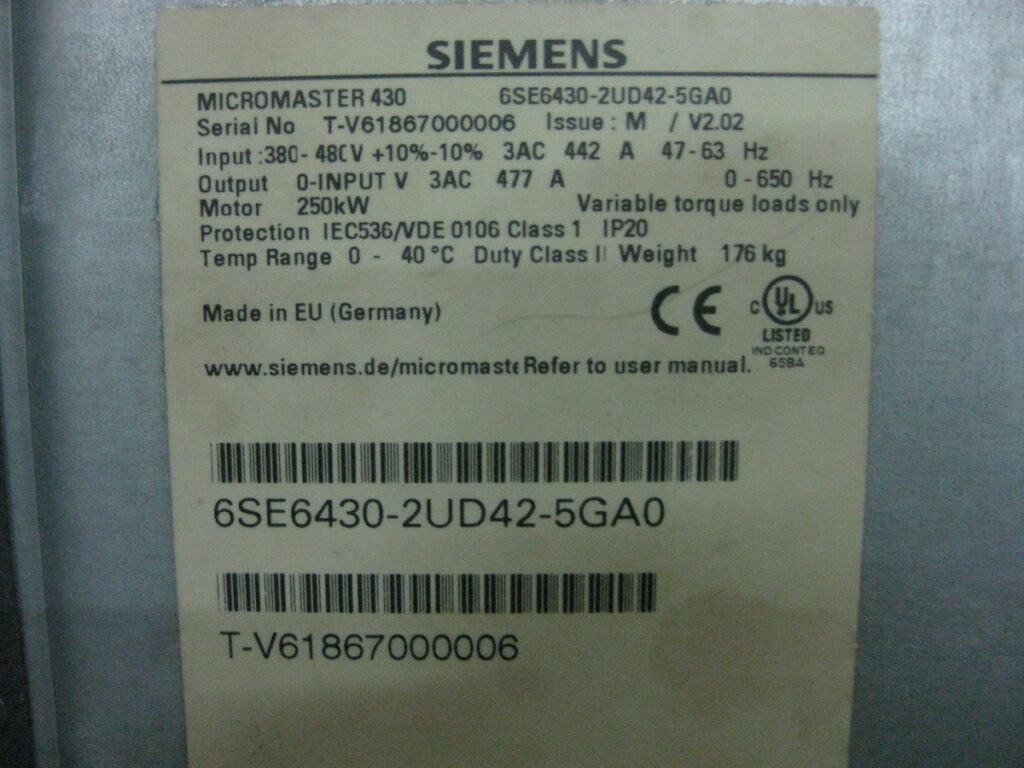 SIEMENS
MICROMASTER 430 6SE6430-2UD42-5GA0
Serial No T-V61867000006 Issue : M / V2.02
Input :380- 480V +10%-10% 3AC 442 A 47-63 Hz
Output 0-INPUT V 3AC 477 A 0-650 Hz
Motor 250kW Variable torque loads only
Protection IEC536/VDE 0106 Class 1 IP20
Temp Range 0 - 40 °C Duty Class II Weight 176 kg
Made in EU (Germany)
CE
C UL US
LISTED
IND CONT EQ
65BA
www.siemens.de/micromaste Refer to user manual.
6SE6430-2UD42-5GA0
T-V61867000006